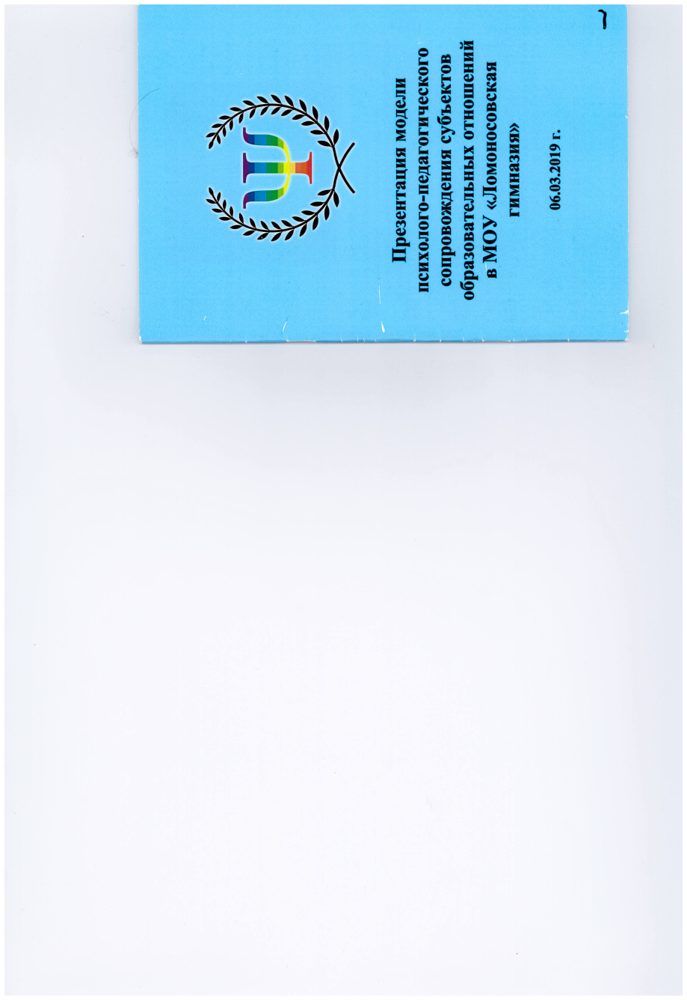 Ψ
Презентация модели
психолого-педагогического
сопровождения субъектов
образовательных отношений
в МОУ «Ломоносовская
гимназия»
06.03.2019 г.